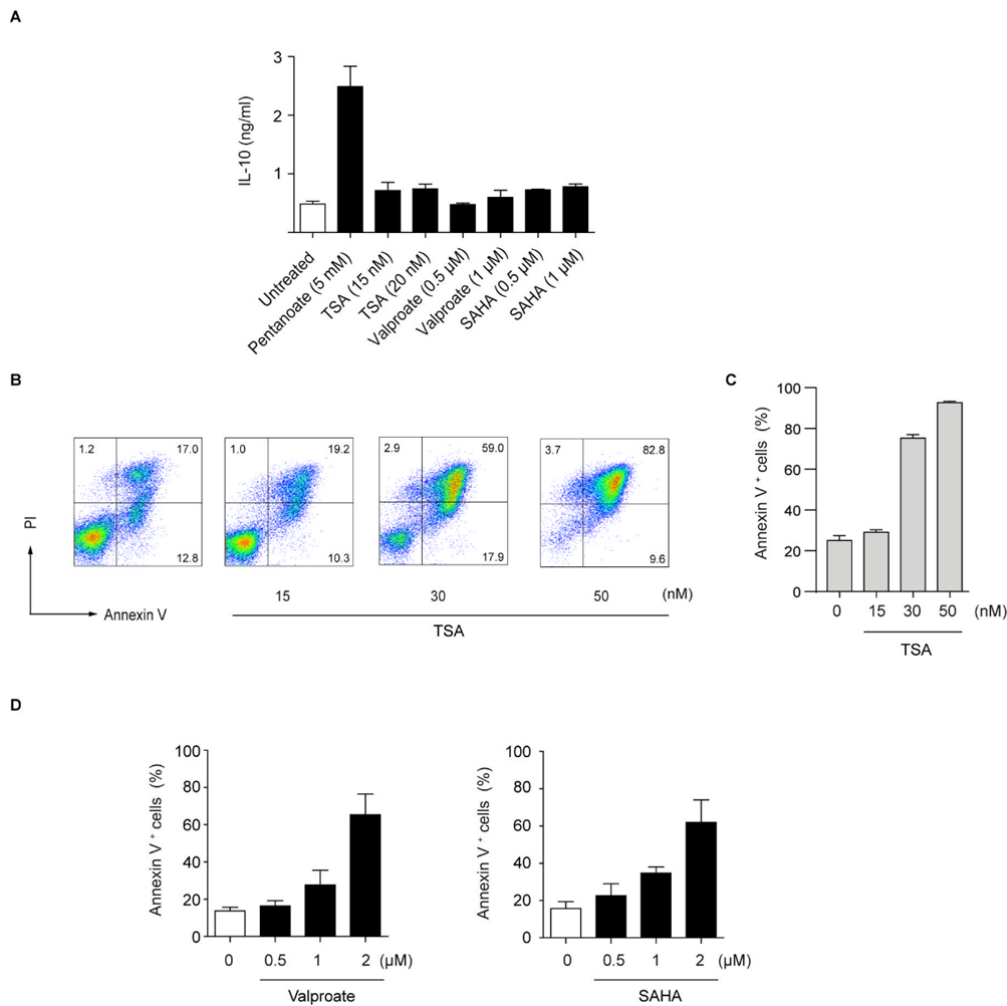 A
IL-10 (ng/ml)
3
2
1
Untreated
Pentanoate (5 mM)
TSA (15 nM)
TSA (20 nM)
Valproate (0.5 µM)
Valproate (1 µM)
SAHA (0.5 µM)
SAHA (1 µM)
B
1.2 17.0
12.8
1.0 19.2
10.3
2.9 59.0
17.9
3.7 82.8
9.6
PI
Annexin V
15 30 50 (nM)
TSA
C
Annexin V + cells (%)
100
80
60
40
20
0
0 15 30 50 (nM)
TSA
D
Annexin V + cells (%)
100
80
60
40
20
0
0 0.5 1 2 (µM)
Valproate
Annexin V + cells (%)
100
80
60
40
20
0
0 0.5 1 2 (µM)
SAHA